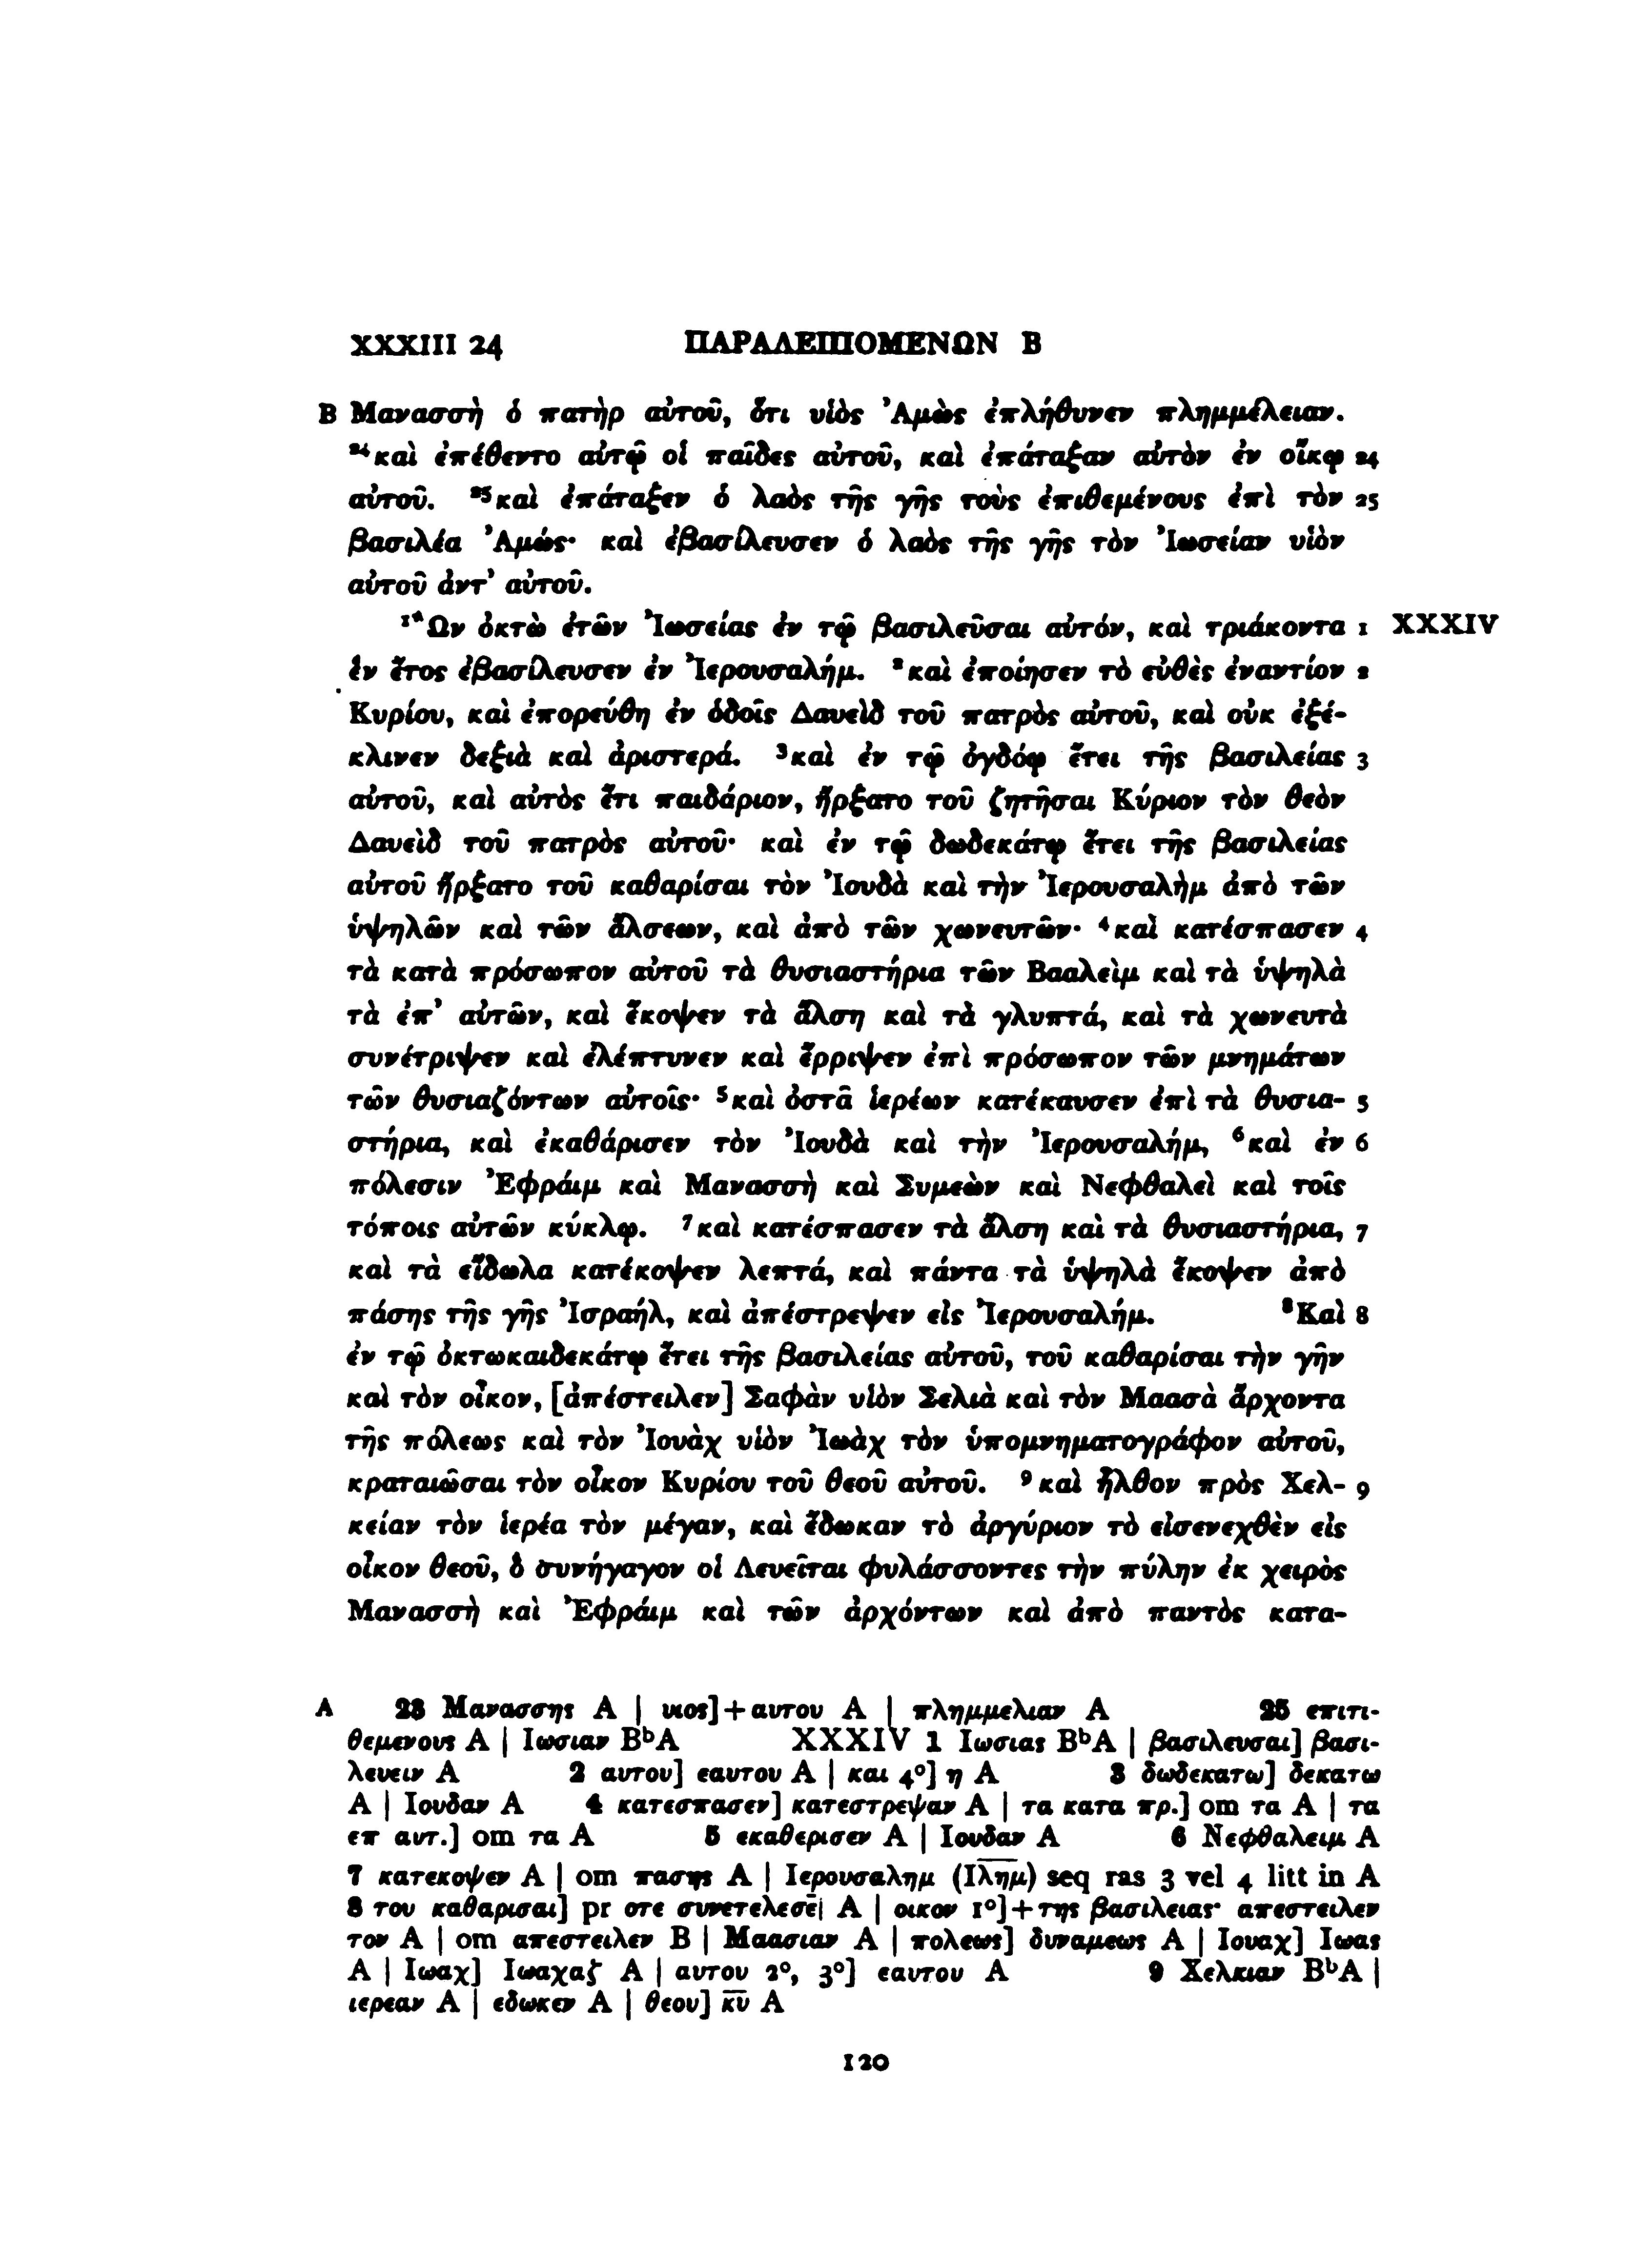 XXXIII 24 ΠΑΡΑΛΕΙΠΟΜΕΝΩΝ Β
B Μανασσὴ ὁ πατὴρ αὐτοῦ, ὅτι υἱὸς Ἀμὼς ἐπλήθυνεν πλημμέλειαν.
²⁴καὶ ἐπέθεντο αὐτῷ οἱ παῖδες αὐτοῦ, καὶ ἐπάταξαν αὐτὸν ἐν οἴκῳ 24
αὐτοῦ. ²⁵καὶ ἐπάταξεν ὁ λαὸς τῆς γῆς τοὺς ἐπιθεμένους ἐπὶ τὸν 25
βασιλέα Ἀμώς· καὶ ἐβασίλευσεν ὁ λαὸς τῆς γῆς τὸν Ἰωσείαν υἱὸν
αὐτοῦ ἀντ’ αὐτοῦ.
¹Ὢν ὀκτὼ ἐτῶν Ἰωσείας ἐν τῷ βασιλεῦσαι αὐτόν, καὶ τριάκοντα 1 XXXIV
ἓν ἔτος ἐβασίλευσεν ἐν Ἰερουσαλήμ. ²καὶ ἐποίησεν τὸ εὐθὲς ἐναντίον 2
Κυρίου, καὶ ἐπορεύθη ἐν ὁδοῖς Δαυεὶδ τοῦ πατρὸς αὐτοῦ, καὶ οὐκ ἐξέ-
κλινεν δεξιὰ καὶ ἀριστερά. ³καὶ ἐν τῷ ὀγδόῳ ἔτει τῆς βασιλείας 3
αὐτοῦ, καὶ αὐτὸς ἔτι παιδάριον, ἤρξατο τοῦ ζητῆσαι Κύριον τὸν θεὸν
Δαυεὶδ τοῦ πατρὸς αὐτοῦ· καὶ ἐν τῷ δωδεκάτῳ ἔτει τῆς βασιλείας
αὐτοῦ ἤρξατο τοῦ καθαρίσαι τὸν Ἰουδὰ καὶ τὴν Ἰερουσαλὴμ ἀπὸ τῶν
ὑψηλῶν καὶ τῶν ἄλσεων, καὶ ἀπὸ τῶν χωνευτῶν· ⁴καὶ κατέσπασεν 4
τὰ κατὰ πρόσωπον αὐτοῦ τὰ θυσιαστήρια τῶν Βααλεὶμ καὶ τὰ ὑψηλὰ
τὰ ἐπ’ αὐτῶν, καὶ ἔκοψεν τὰ ἄλση καὶ τὰ γλυπτά, καὶ τὰ χωνευτὰ
συνέτριψεν καὶ ἐλέπτυνεν καὶ ἔρριψεν ἐπὶ πρόσωπον τῶν μνημάτων
τῶν θυσιαζόντων αὐτοῖς· ⁵καὶ ὀστᾶ ἱερέων κατέκαυσεν ἐπὶ τὰ θυσια- 5
στήρια, καὶ ἐκαθάρισεν τὸν Ἰουδὰ καὶ τὴν Ἰερουσαλήμ, ⁶καὶ ἐν 6
πόλεσιν Ἐφράιμ καὶ Μανασσὴ καὶ Συμεὼν καὶ Νεφθαλεὶ καὶ τοῖς
τόποις αὐτῶν κύκλῳ. ⁷καὶ κατέσπασεν τὰ ἄλση καὶ τὰ θυσιαστήρια, 7
καὶ τὰ εἴδωλα κατέκοψεν λεπτά, καὶ πάντα τὰ ὑψηλὰ ἔκοψεν ἀπὸ
πάσης τῆς γῆς Ἰσραήλ, καὶ ἀπέστρεψεν εἰς Ἰερουσαλήμ. ⁸Καὶ 8
ἐν τῷ ὀκτωκαιδεκάτῳ ἔτει τῆς βασιλείας αὐτοῦ, τοῦ καθαρίσαι τὴν γῆν
καὶ τὸν οἶκον, [ἀπέστειλεν] Σαφὰν υἱὸν Σελιὰ καὶ τὸν Μαασὰ ἄρχοντα
τῆς πόλεως καὶ τὸν Ἰουὰχ υἱὸν Ἰωὰχ τὸν ὑπομνηματογράφον αὐτοῦ,
κραταιῶσαι τὸν οἶκον Κυρίου τοῦ θεοῦ αὐτοῦ. ⁹καὶ ἦλθον πρὸς Χελ- 9
κείαν τὸν ἱερέα τὸν μέγαν, καὶ ἔδωκαν τὸ ἀργύριον τὸ εἰσενεχθὲν εἰς
οἶκον θεοῦ, ὃ συνήγαγον οἱ Λευεῖται φυλάσσοντες τὴν πύλην ἐκ χειρὸς
Μανασσὴ καὶ Ἐφράιμ καὶ τῶν ἀρχόντων καὶ ἀπὸ παντὸς κατα-
A 23 Μανασσης A | υιος]+αυτου A | πλημμελιαν A 25 επιτι-
θεμενους A | Ιωσιαν BᵇA XXXIV 1 Ιωσιας BᵇA | βασιλευσαι] βασι-
λευειν A 2 αυτου] εαυτου A | και 4°] η A 3 δωδεκατω] δεκατω
A | Ιουδαν A 4 κατεσπασεν] κατεστρεψαν A | τα κατα πρ.] om τα A | τα
επ αυτ.] om τα A 5 εκαθερισεν A | Ιουδαν A 6 Νεφθαλειμ A
7 κατεκοψεν A | om πασης A | Ιερουσαλημ (Ιλ̅η̅μ̅) seq ras 3 vel 4 litt in A
8 του καθαρισαι] pr οτε συνετελεσε̅| A | οικον 1°]+της βασιλειας· απεστειλεν
τον A | om απεστειλεν B | Μαασιαν A | πολεως] δυναμεως A | Ιουαχ] Ιωας
A | Ιωαχ] Ιωαχαζ A | αυτου 2°, 3°] εαυτου A 9 Χελκιαν BᵇA |
ιερεαν A | εδωκεν A | θεου] κ̅υ̅ A
120